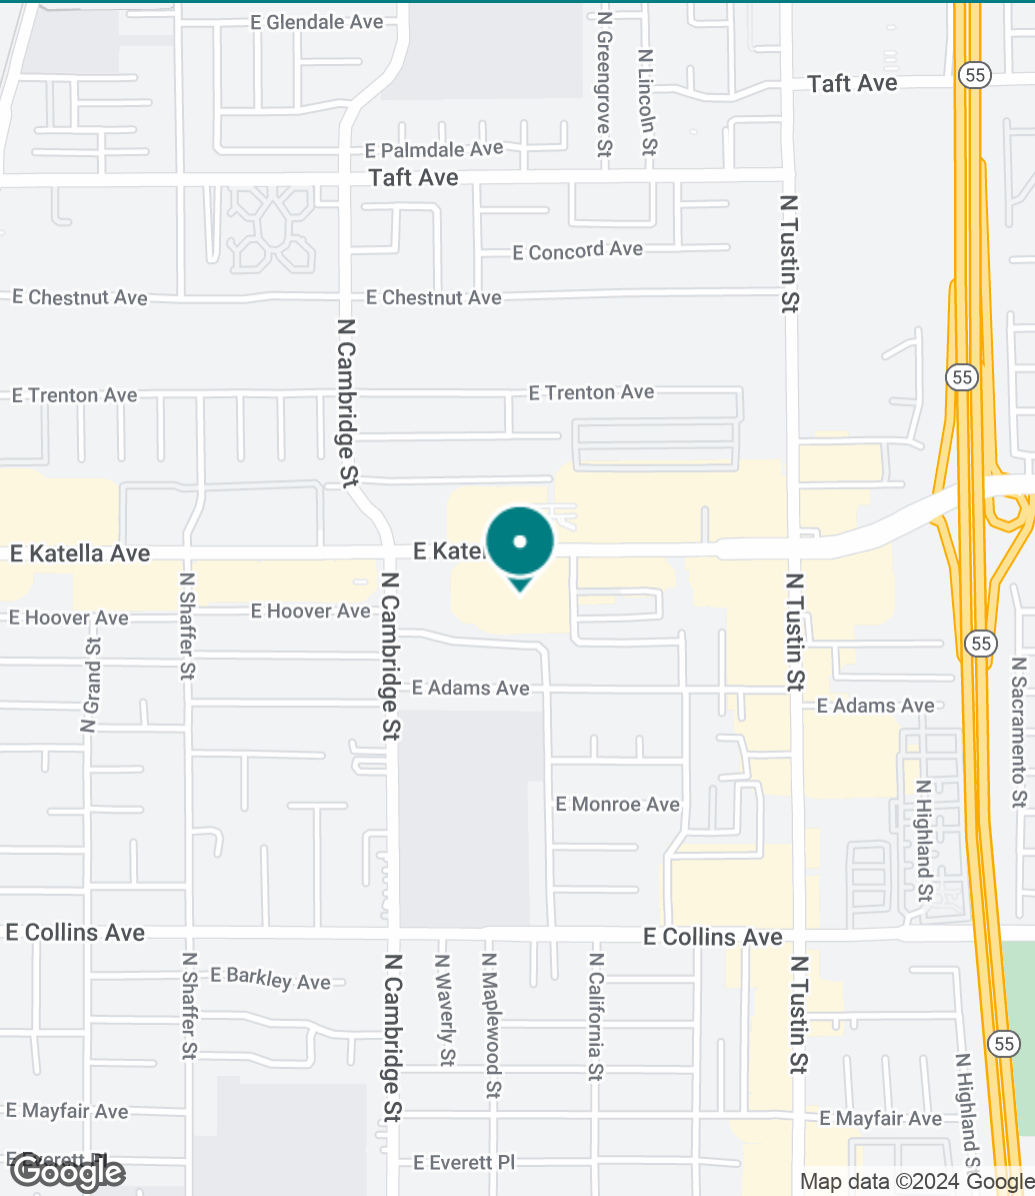 E Glendale Ave
N Greengrove St
N Lincoln St
55
Taft Ave
E Palmdale Ave
Taft Ave
N Tustin St
E Concord Ave
E Chestnut Ave
E Chestnut Ave
N Cambridge St
55
E Trenton Ave
E Trenton Ave
E Katella Ave
E Katel
N Shaffer St
N Cambridge St
N Tustin St
E Hoover Ave
E Hoover Ave
N Grand St
55
N Sacramento St
E Adams Ave
E Adams Ave
N Highland St
E Monroe Ave
E Collins Ave
E Collins Ave
N Shaffer St
E Barkley Ave
N Cambridge St
N Waverly St
N Maplewood St
N California St
N Tustin St
55
N Highland St
E Mayfair Ave
E Mayfair Ave
E Everett Pl
E Everett Pl
Google
Map data ©2024 Google